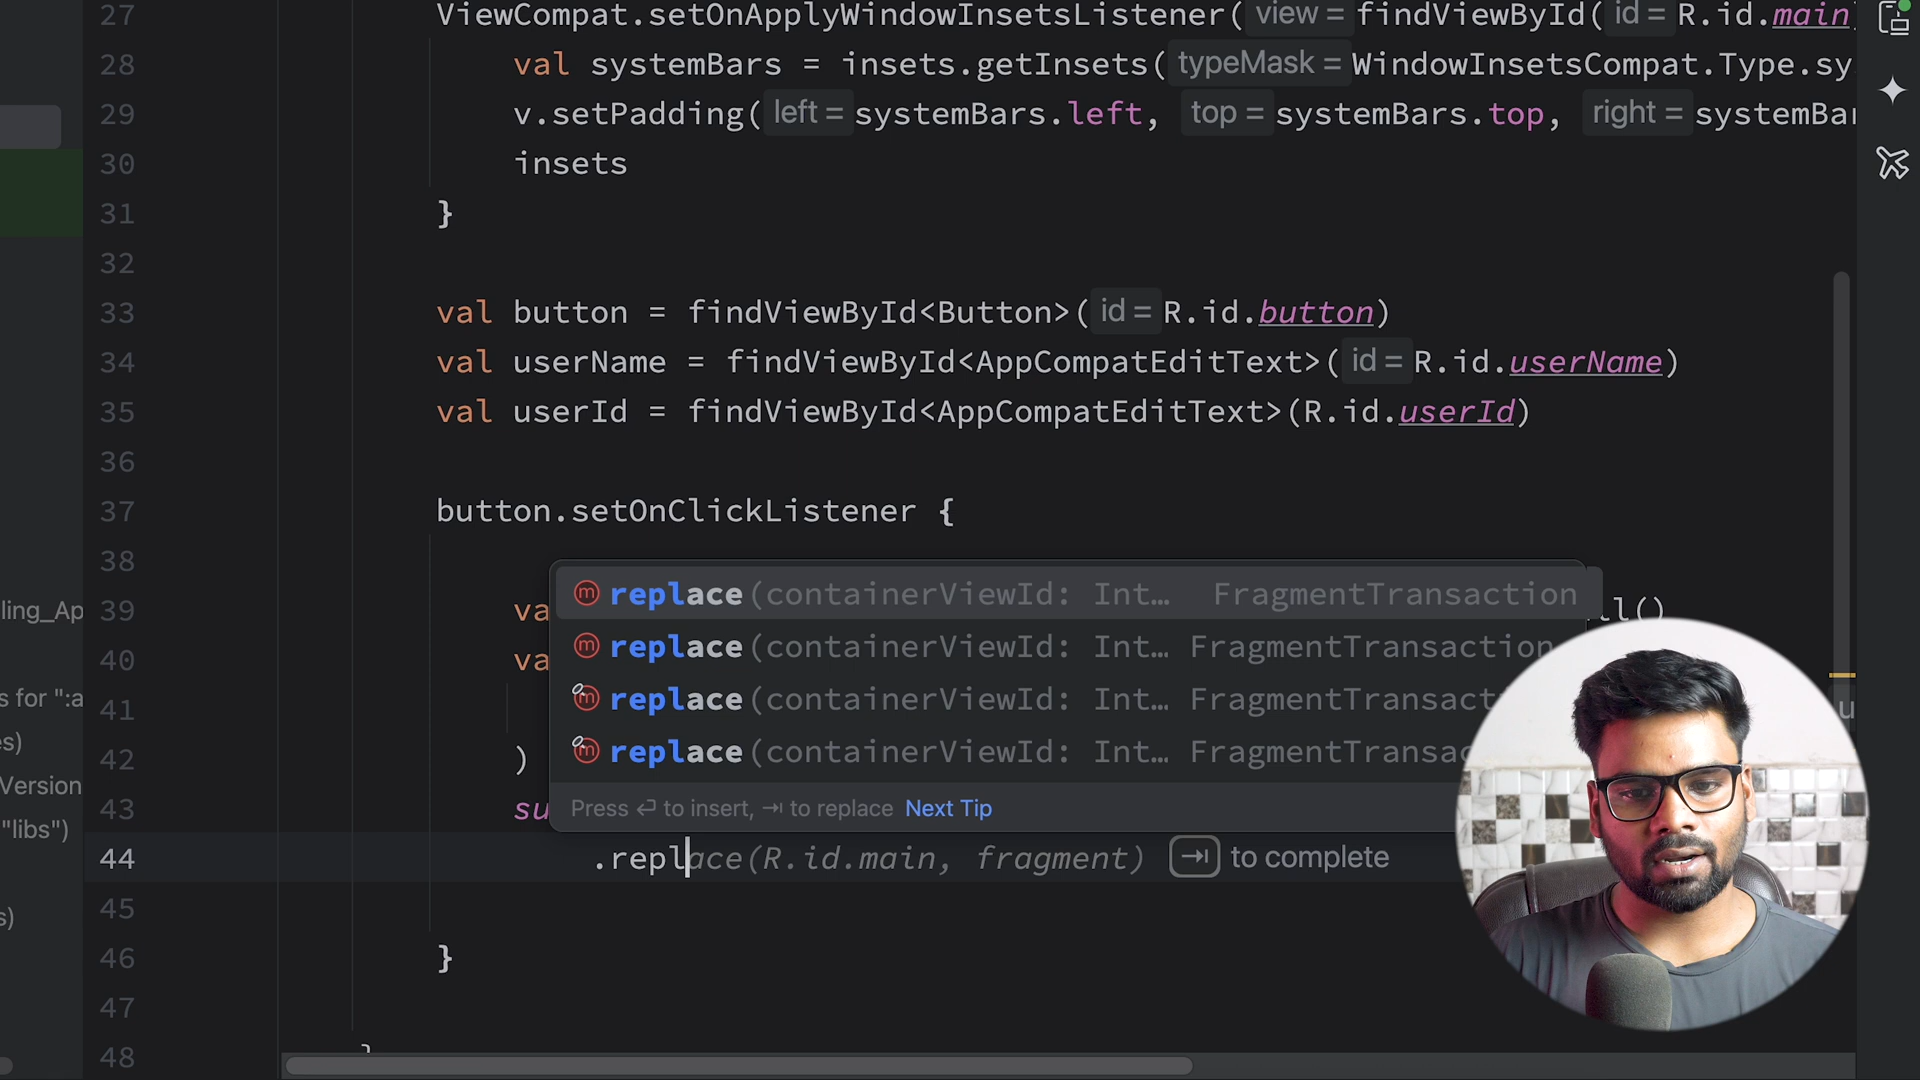 27 ViewCompat.setOnApplyWindowInsetsListener( view = findViewById( id = R.id.main)
28 val systemBars = insets.getInsets( typeMask = WindowInsetsCompat.Type.sy
29 v.setPadding( left = systemBars.left, top = systemBars.top, right = systemBar
30 insets
31 }
32
33 val button = findViewById<Button>( id = R.id.button)
34 val userName = findViewById<AppCompatEditText>( id = R.id.userName)
35 val userId = findViewById<AppCompatEditText>(R.id.userId)
36
37 button.setOnClickListener {
38
replace(containerViewId: Int… FragmentTransaction
ling_Ap 39 va ll()
replace(containerViewId: Int… FragmentTransaction
40 va
s for ":a 41 replace(containerViewId: Int… FragmentTransacti u
es) 42 )
replace(containerViewId: Int… FragmentTransac
Version
"libs") 43 su Press ⏎ to insert, ⇥ to replace Next Tip
44 .replace(R.id.main, fragment) ⇥ to complete
s) 45
46 }
47
48 }